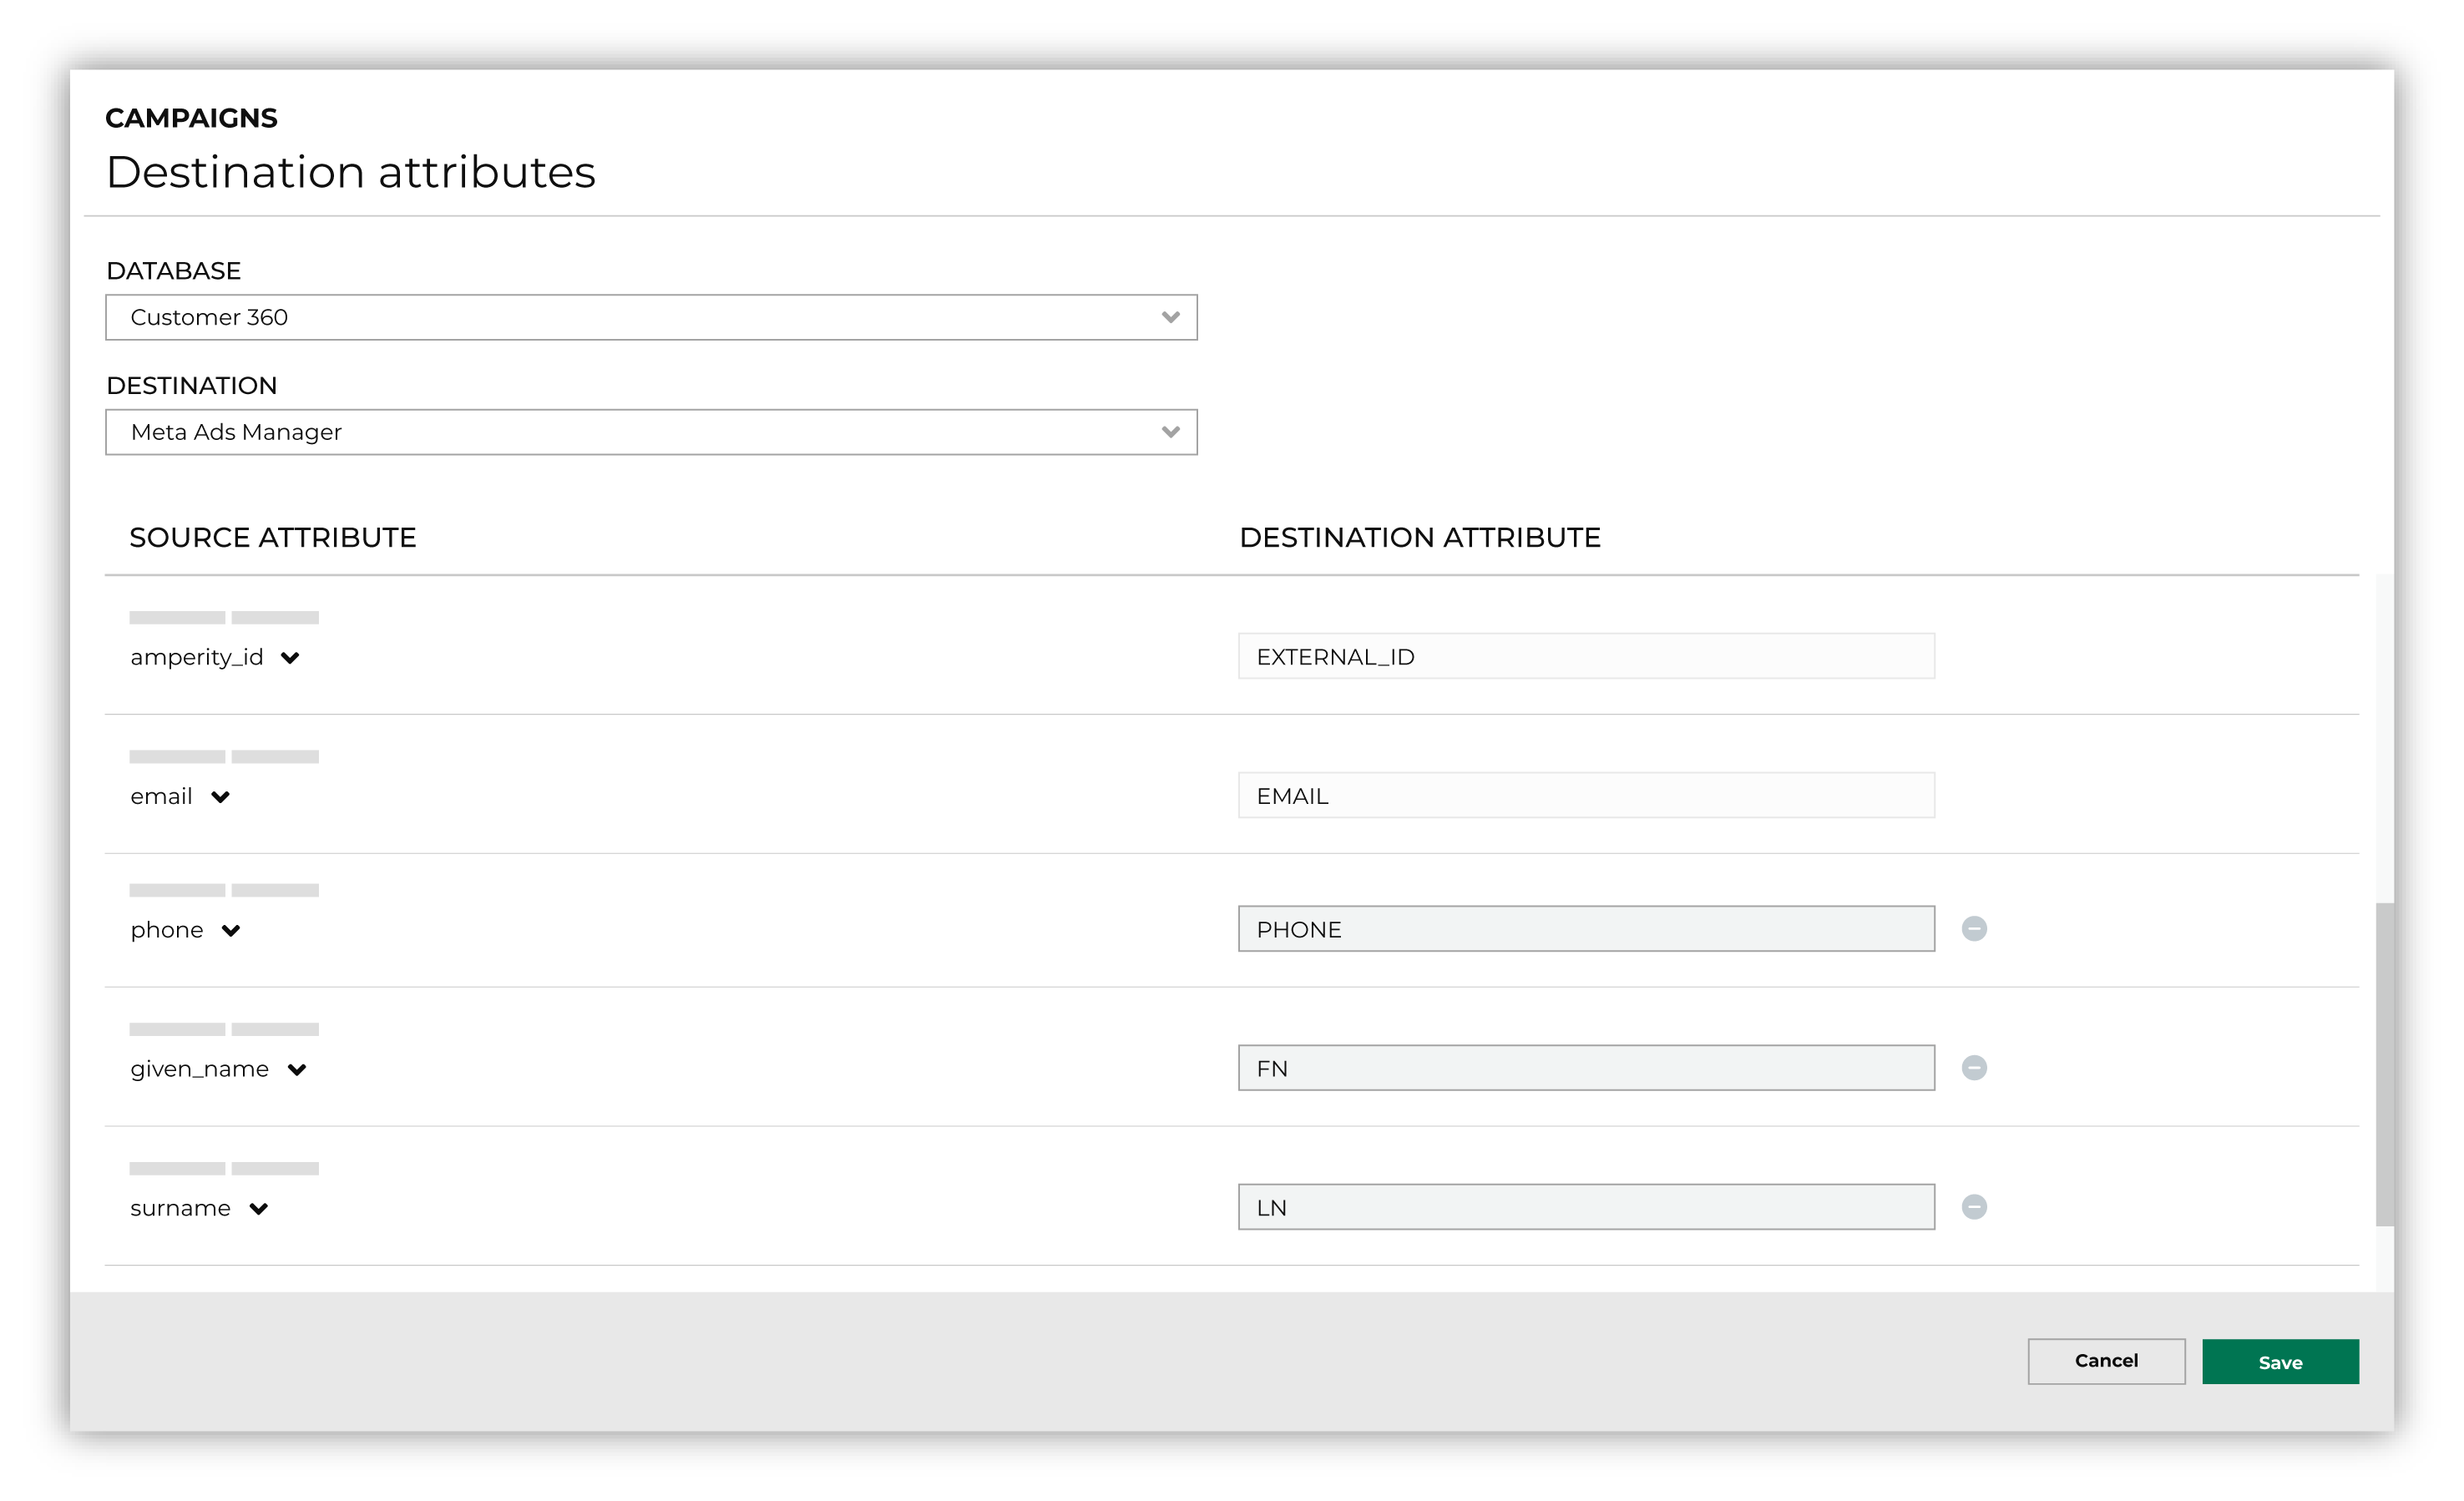 CAMPAIGNS
Destination attributes
DATABASE
Customer 360
DESTINATION
Meta Ads Manager
SOURCE ATTRIBUTE DESTINATION ATTRIBUTE
amperity_id EXTERNAL_ID
email EMAIL
phone PHONE
given_name FN
surname LN
Cancel Save